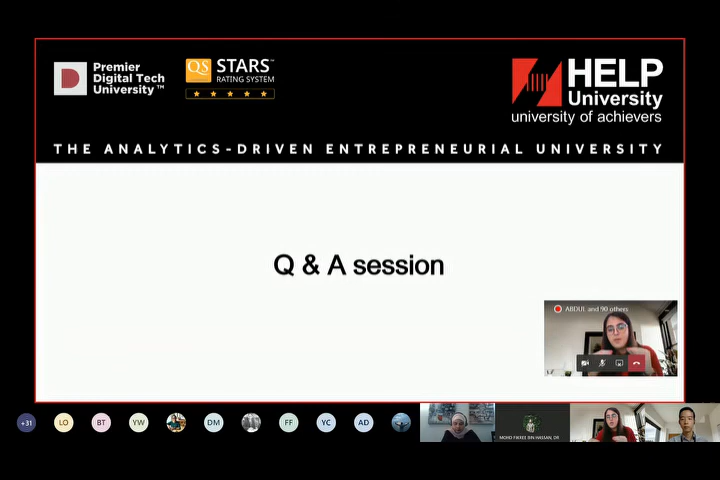 Premier
Digital Tech
University™
QS STARS™
RATING SYSTEM
HELP
University
university of achievers
THE ANALYTICS-DRIVEN ENTREPRENEURIAL UNIVERSITY
Q & A session
ABDUL and 90 others
+31
LO
BT
YW
DM
FF
YC
AD
MOHD FIKREE BIN HASSAN, DR